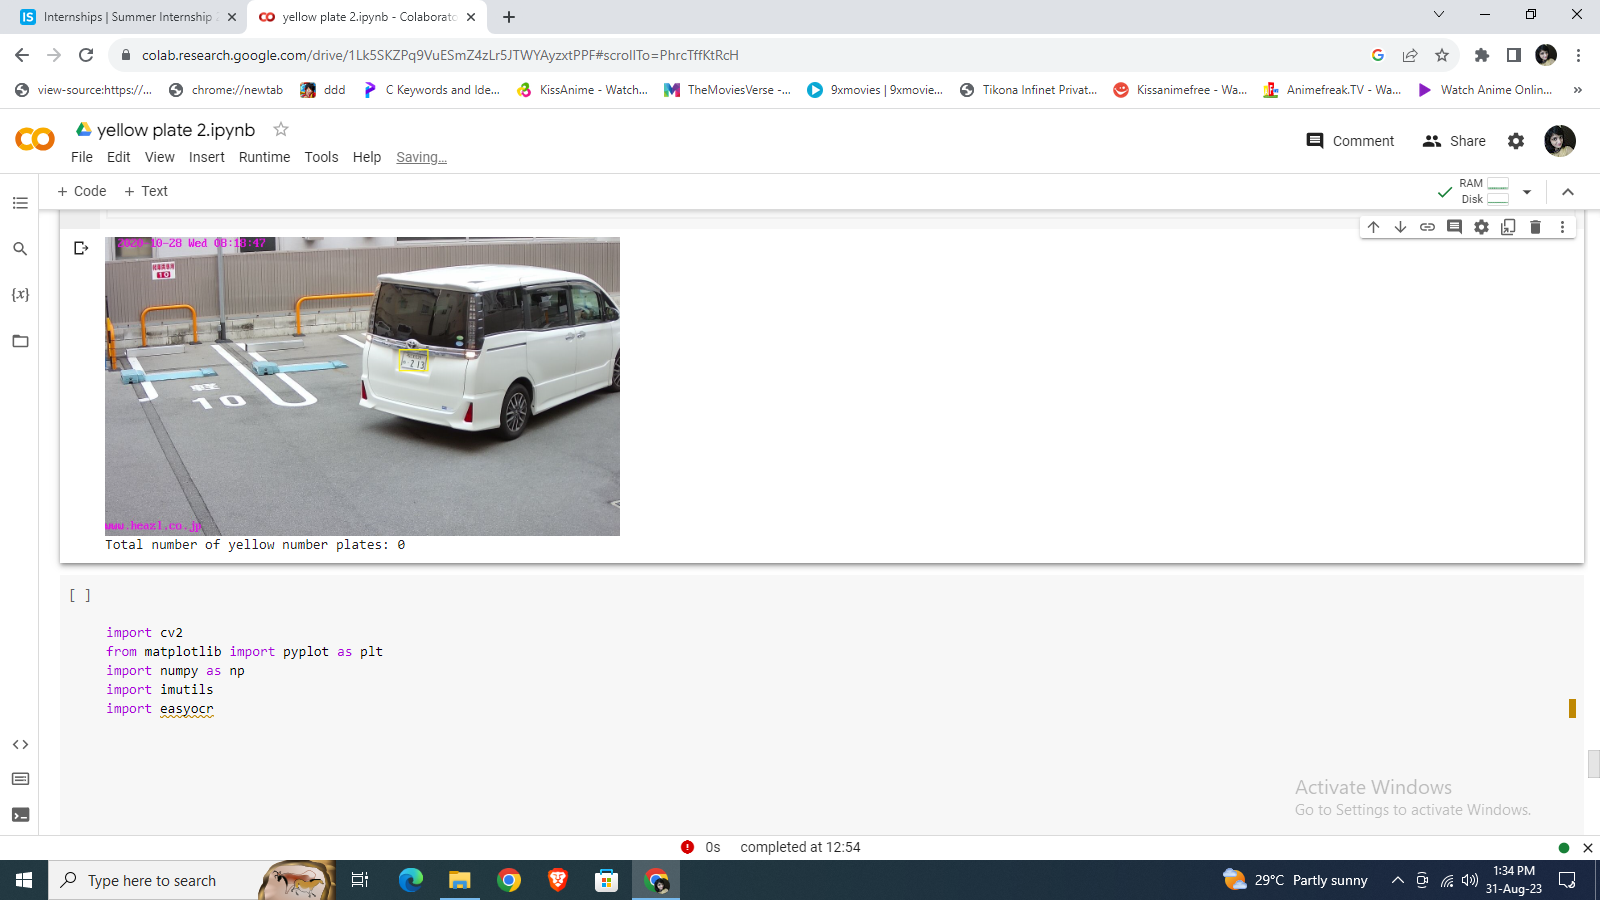 Internships | Summer Internship 2
yellow plate 2.ipynb - Colaborato
colab.research.google.com/drive/1Lk5SKZPq9VuESmZ4zLr5JTWYAyzxtPPF#scrollTo=PhrcTffKtRcH
view-source:https://...
chrome://newtab
ddd
C Keywords and Ide...
KissAnime - Watch...
TheMoviesVerse -...
9xmovies | 9xmovie...
Tikona Infinet Privat...
Kissanimefree - Wa...
Animefreak.TV - Wa...
Watch Anime Onlin...
yellow plate 2.ipynb
Comment
Share
File Edit View Insert Runtime Tools Help Saving...
+ Code + Text
RAM
Disk
{x}
2020-10-28 Wed 08:18:47
10
213
軽
10
www.heazl.co.jp
Total number of yellow number plates: 0
[ ]
import cv2
from matplotlib import pyplot as plt
import numpy as np
import imutils
import easyocr
Activate Windows
Go to Settings to activate Windows.
0s completed at 12:54
Type here to search
29°C Partly sunny
1:34 PM
31-Aug-23